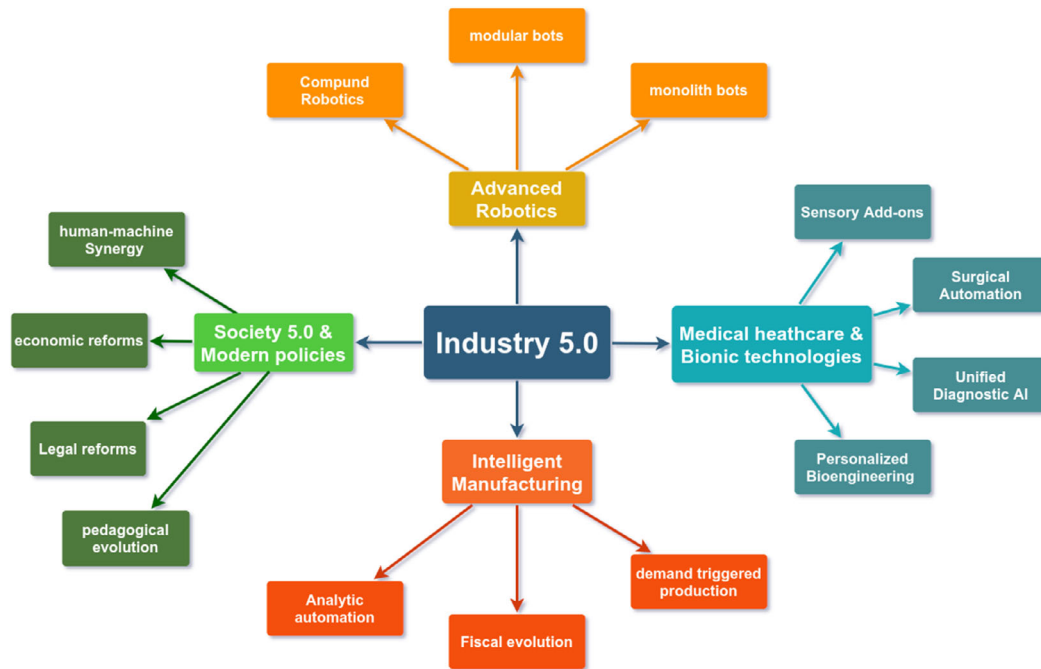 modular bots
Compund
Robotics
monolith bots
Advanced
Robotics
human-machine
Synergy
Sensory Add-ons
Surgical
Automation
economic reforms
Society 5.0 &
Modern policies
Industry 5.0
Medical heathcare &
Bionic technologies
Unified
Diagnostic AI
Legal reforms
Intelligent
Manufacturing
Personalized
Bioengineering
pedagogical
evolution
Analytic
automation
Fiscal evolution
demand triggered
production